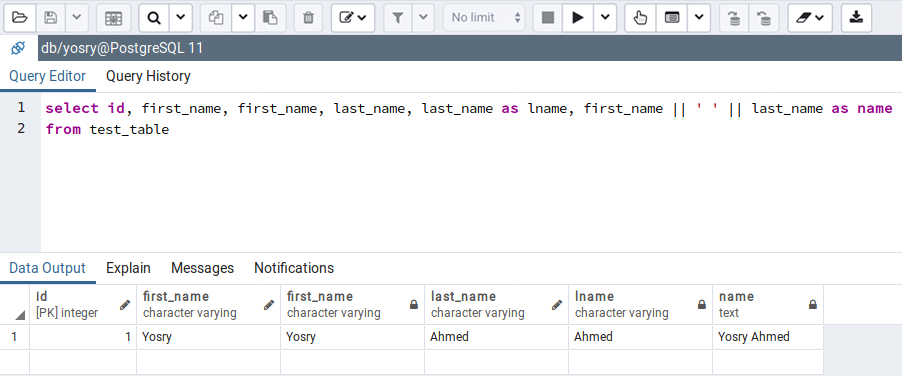 No limit
db/yosry@PostgreSQL 11
Query Editor Query History
1 select id, first_name, first_name, last_name, last_name as lname, first_name || ' ' || last_name as name
2 from test_table
Data Output Explain Messages Notifications
id first_name first_name last_name lname name
[PK] integer character varying character varying character varying character varying text
1 1 Yosry Yosry Ahmed Ahmed Yosry Ahmed